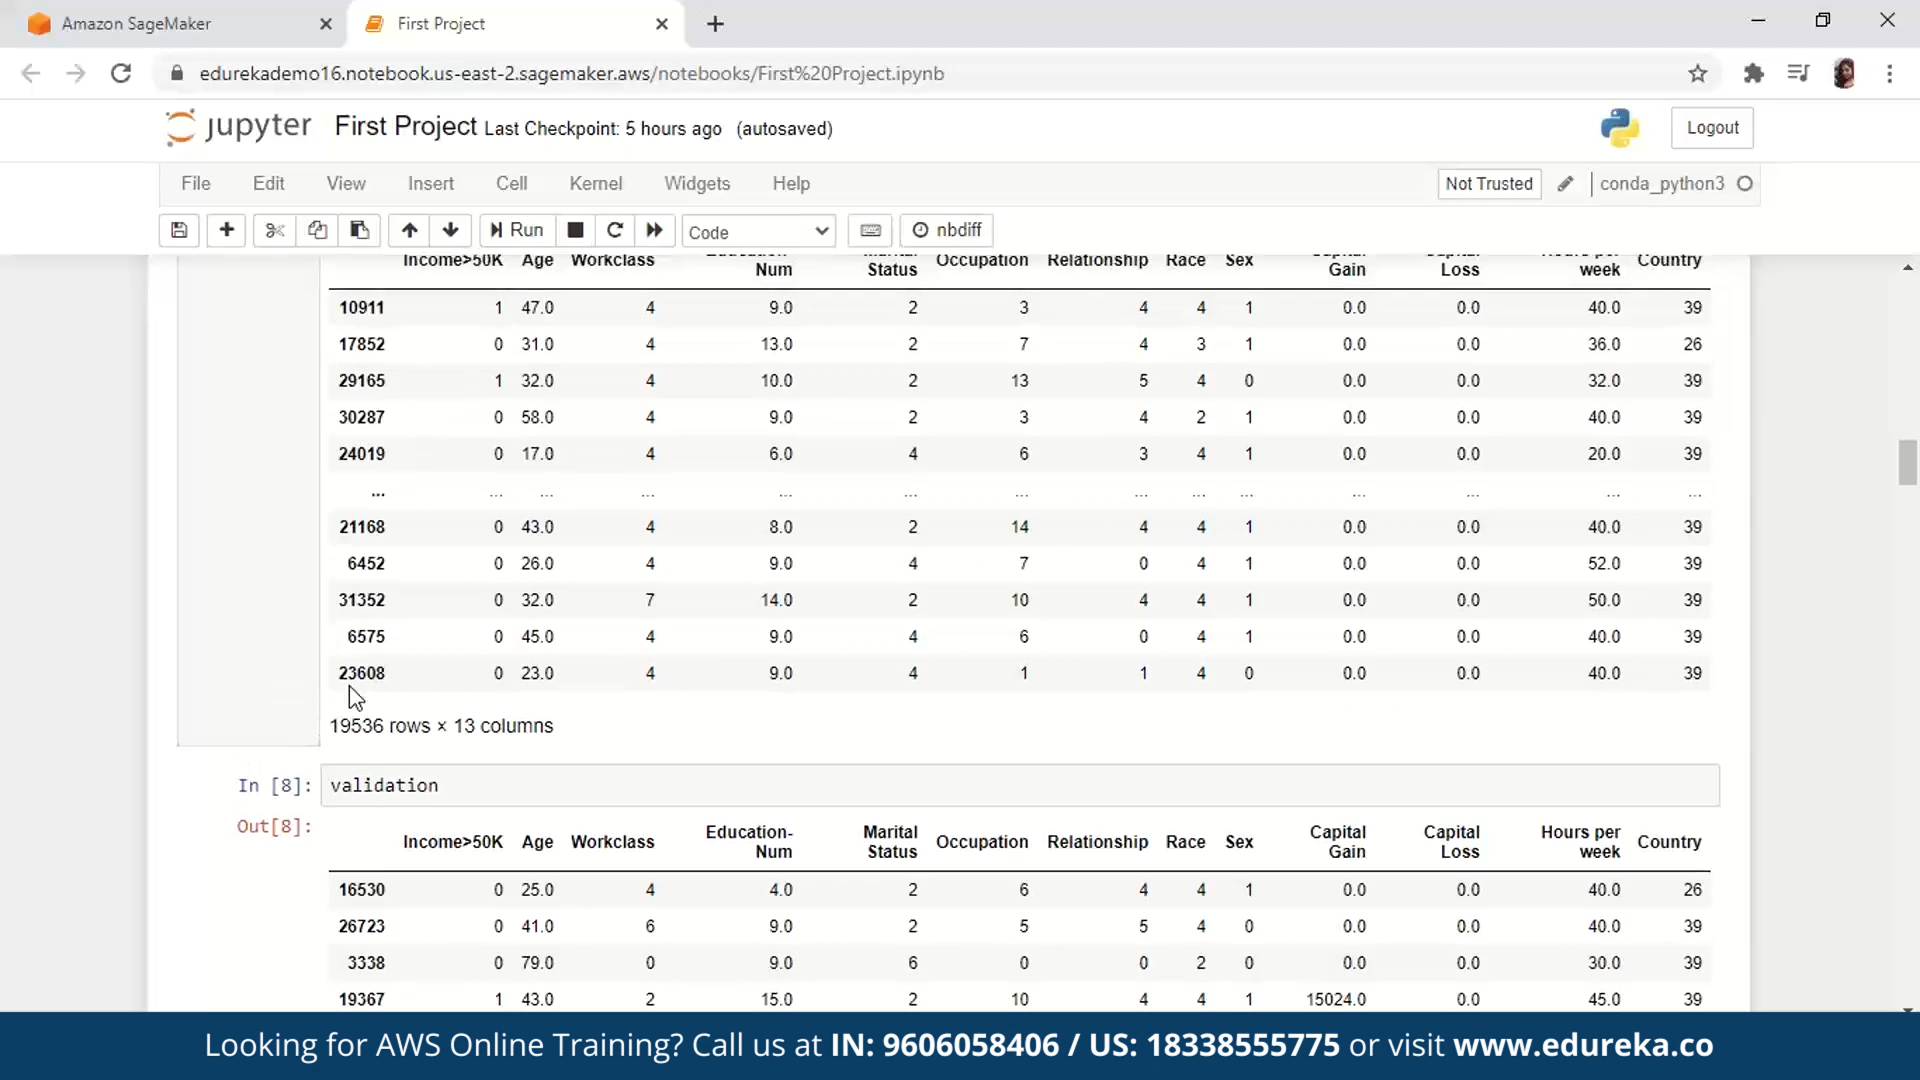 Amazon SageMaker
First Project
edurekademo16.notebook.us-east-2.sagemaker.aws/notebooks/First%20Project.ipynb
jupyter First Project Last Checkpoint: 5 hours ago (autosaved) Logout
File Edit View Insert Cell Kernel Widgets Help Not Trusted conda_python3
Run Code nbdiff
Income>50K Age Workclass Education-Num Marital Status Occupation Relationship Race Sex Capital Gain Capital Loss Hours per week Country
10911 1 47.0 4 9.0 2 3 4 4 1 0.0 0.0 40.0 39
17852 0 31.0 4 13.0 2 7 4 3 1 0.0 0.0 36.0 26
29165 1 32.0 4 10.0 2 13 5 4 0 0.0 0.0 32.0 39
30287 0 58.0 4 9.0 2 3 4 2 1 0.0 0.0 40.0 39
24019 0 17.0 4 6.0 4 6 3 4 1 0.0 0.0 20.0 39
... ... ... ... ... ... ... ... ... ... ... ... ... ...
21168 0 43.0 4 8.0 2 14 4 4 1 0.0 0.0 40.0 39
6452 0 26.0 4 9.0 4 7 0 4 1 0.0 0.0 52.0 39
31352 0 32.0 7 14.0 2 10 4 4 1 0.0 0.0 50.0 39
6575 0 45.0 4 9.0 4 6 0 4 1 0.0 0.0 40.0 39
23608 0 23.0 4 9.0 4 1 1 4 0 0.0 0.0 40.0 39
19536 rows × 13 columns
In [8]: validation
Out[8]:
Income>50K Age Workclass Education-Num Marital Status Occupation Relationship Race Sex Capital Gain Capital Loss Hours per week Country
16530 0 25.0 4 4.0 2 6 4 4 1 0.0 0.0 40.0 26
26723 0 41.0 6 9.0 2 5 5 4 0 0.0 0.0 40.0 39
3338 0 79.0 0 9.0 6 0 0 2 0 0.0 0.0 30.0 39
19367 1 43.0 2 15.0 2 10 4 4 1 15024.0 0.0 45.0 39
Looking for AWS Online Training? Call us at IN: 9606058406 / US: 18338555775 or visit www.edureka.co